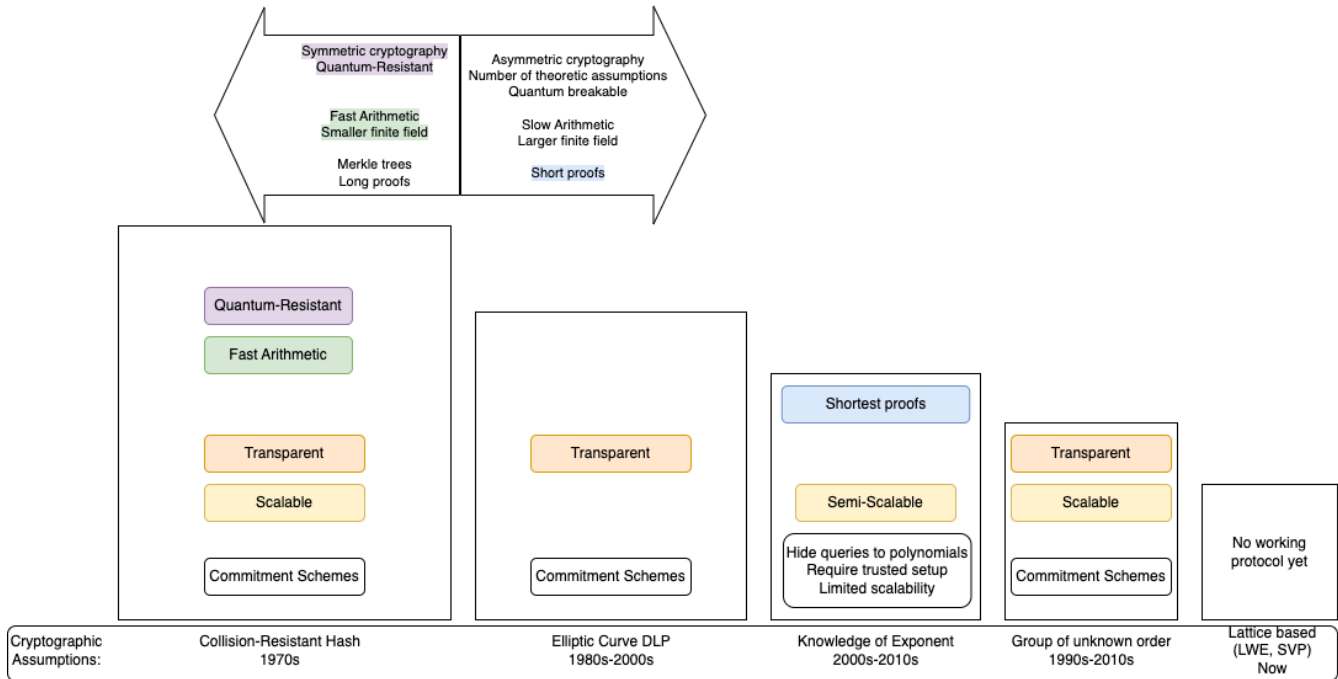 Symmetric cryptography
Quantum-Resistant
Fast Arithmetic
Smaller finite field
Merkle trees
Long proofs
Asymmetric cryptography
Number of theoretic assumptions
Quantum breakable
Slow Arithmetic
Larger finite field
Short proofs
Quantum-Resistant
Fast Arithmetic
Transparent
Scalable
Commitment Schemes
Transparent
Commitment Schemes
Shortest proofs
Semi-Scalable
Hide queries to polynomials
Require trusted setup
Limited scalability
Transparent
Scalable
Commitment Schemes
No working
protocol yet
Cryptographic
Assumptions:
Collision-Resistant Hash
1970s
Elliptic Curve DLP
1980s-2000s
Knowledge of Exponent
2000s-2010s
Group of unknown order
1990s-2010s
Lattice based
(LWE, SVP)
Now